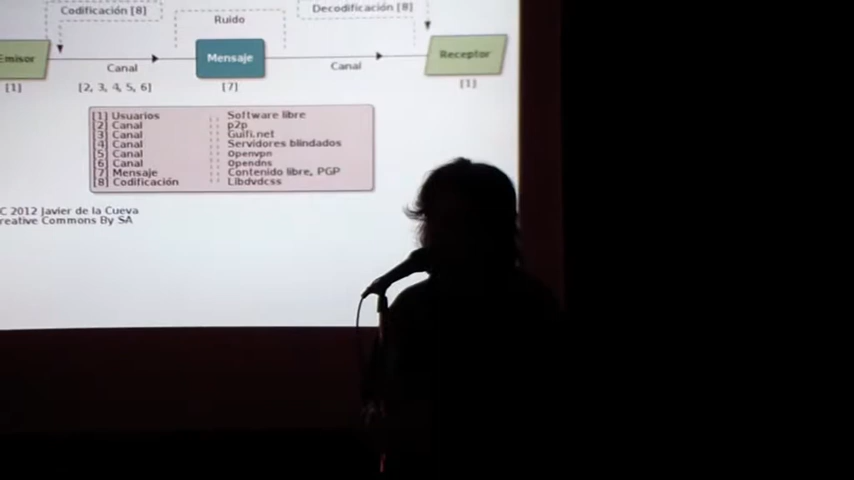 Codificación [8]
Ruido
Decodificación [8]
Emisor
Mensaje
Receptor
Canal
Canal
[1]
[2, 3, 4, 5, 6]
[7]
[1]
[1] Usuarios Software libre
[2] Canal p2p
[3] Canal Guifi.net
[4] Canal Servidores blindados
[5] Canal Openvpn
[6] Canal Opendns
[7] Mensaje Contenido libre, PGP
[8] Codificación Libdvdcss
C 2012 Javier de la Cueva
reative Commons By SA